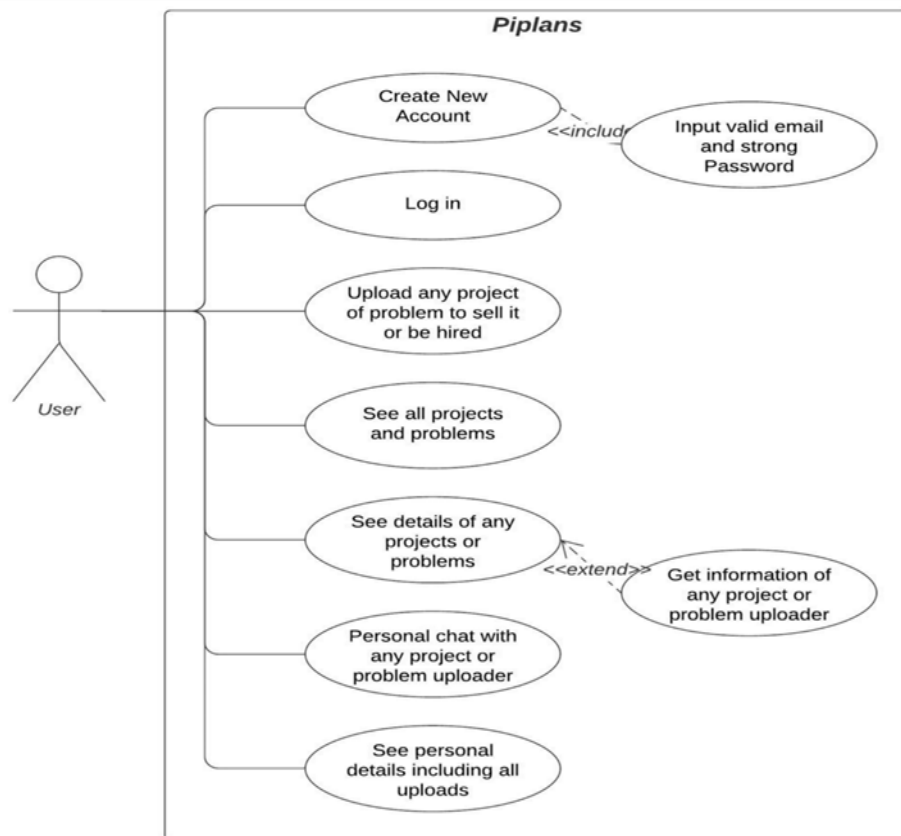 Piplans
Create New
Account
<<include
Input valid email
and strong
Password
Log in
Upload any project
of problem to sell it
or be hired
User
See all projects
and problems
See details of any
projects or
problems
<<extend>>
Get information of
any project or
problem uploader
Personal chat with
any project or
problem uploader
See personal
details including all
uploads